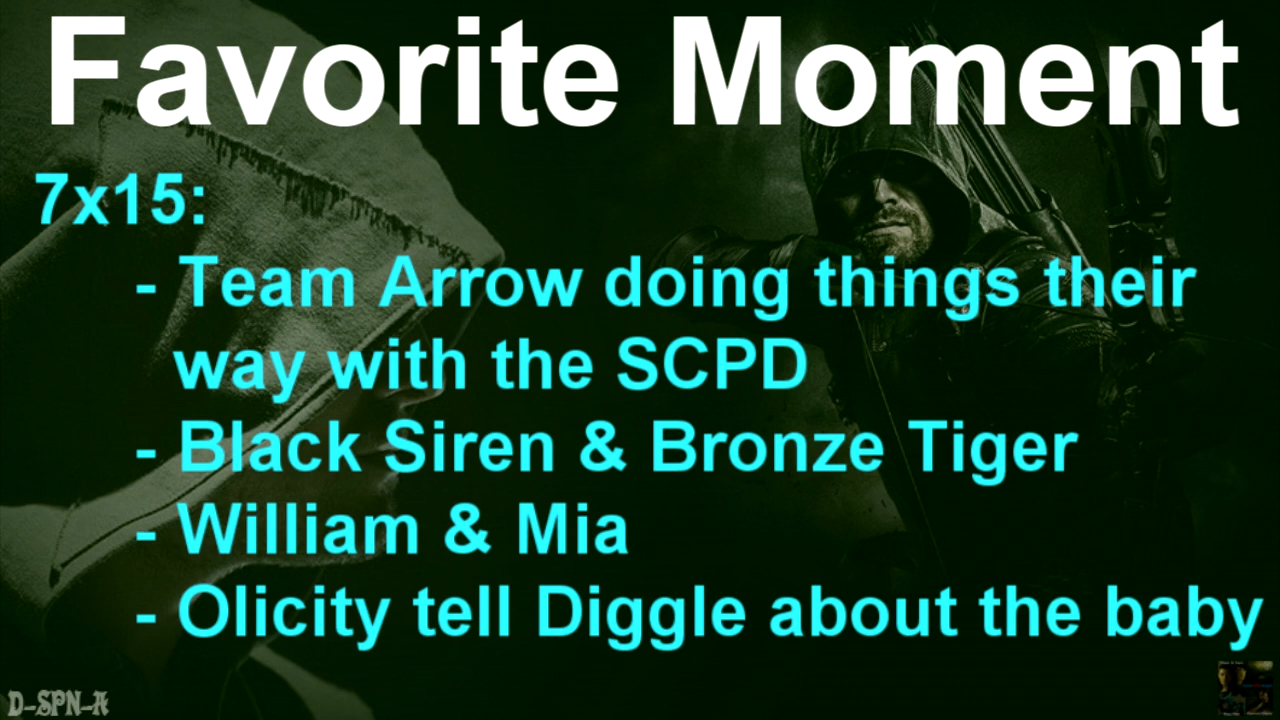 Favorite Moment
7x15:
- Team Arrow doing things their
way with the SCPD
- Black Siren & Bronze Tiger
- William & Mia
- Olicity tell Diggle about the baby
D-SPN-A